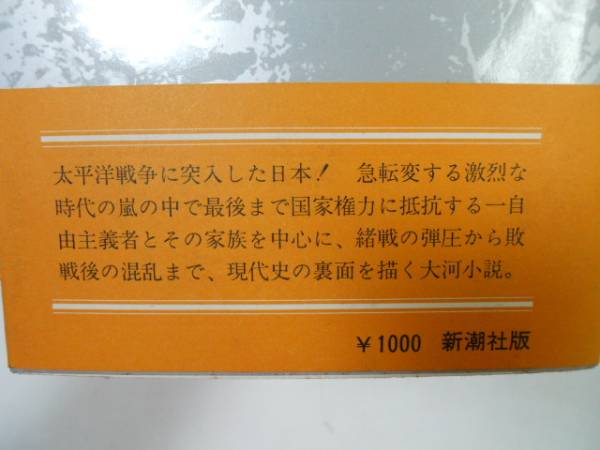 太平洋戦争に突入した日本！　急転変する激烈な
時代の嵐の中で最後まで国家権力に抵抗する一自
由主義者とその家族を中心に、緒戦の弾圧から敗
戦後の混乱まで、現代史の裏面を描く大河小説。
￥1000　新潮社版